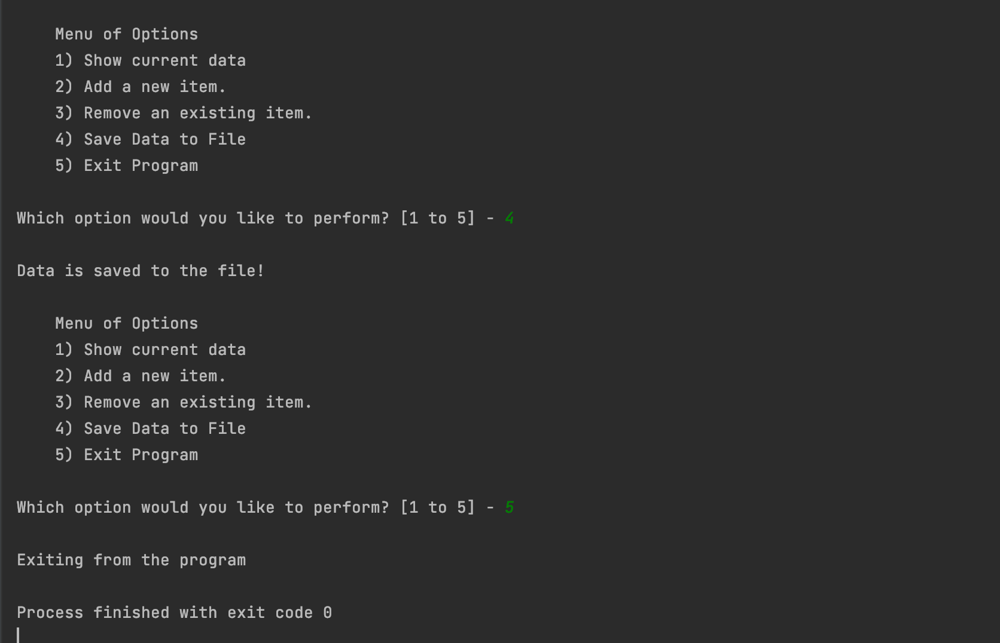 Menu of Options
1) Show current data
2) Add a new item.
3) Remove an existing item.
4) Save Data to File
5) Exit Program
Which option would you like to perform? [1 to 5] - 4
Data is saved to the file!
Menu of Options
1) Show current data
2) Add a new item.
3) Remove an existing item.
4) Save Data to File
5) Exit Program
Which option would you like to perform? [1 to 5] - 5
Exiting from the program
Process finished with exit code 0